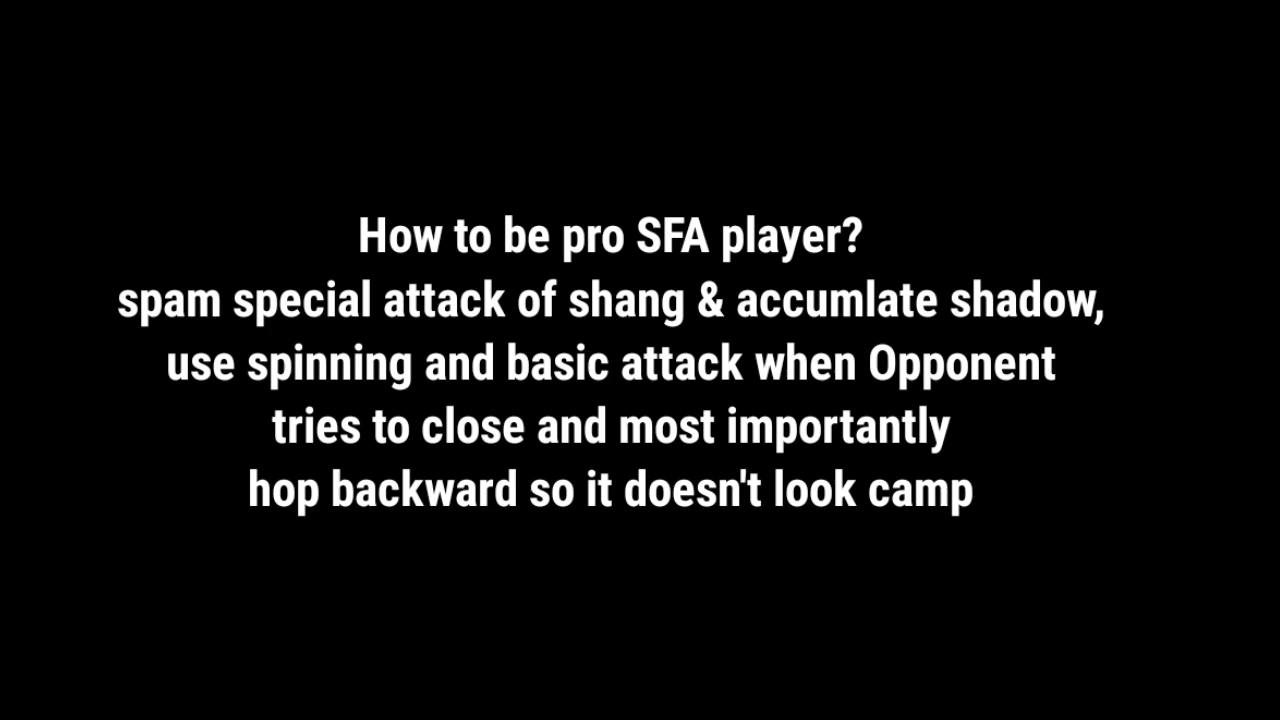 How to be pro SFA player?
spam special attack of shang & accumlate shadow,
use spinning and basic attack when Opponent
tries to close and most importantly
hop backward so it doesn't look camp